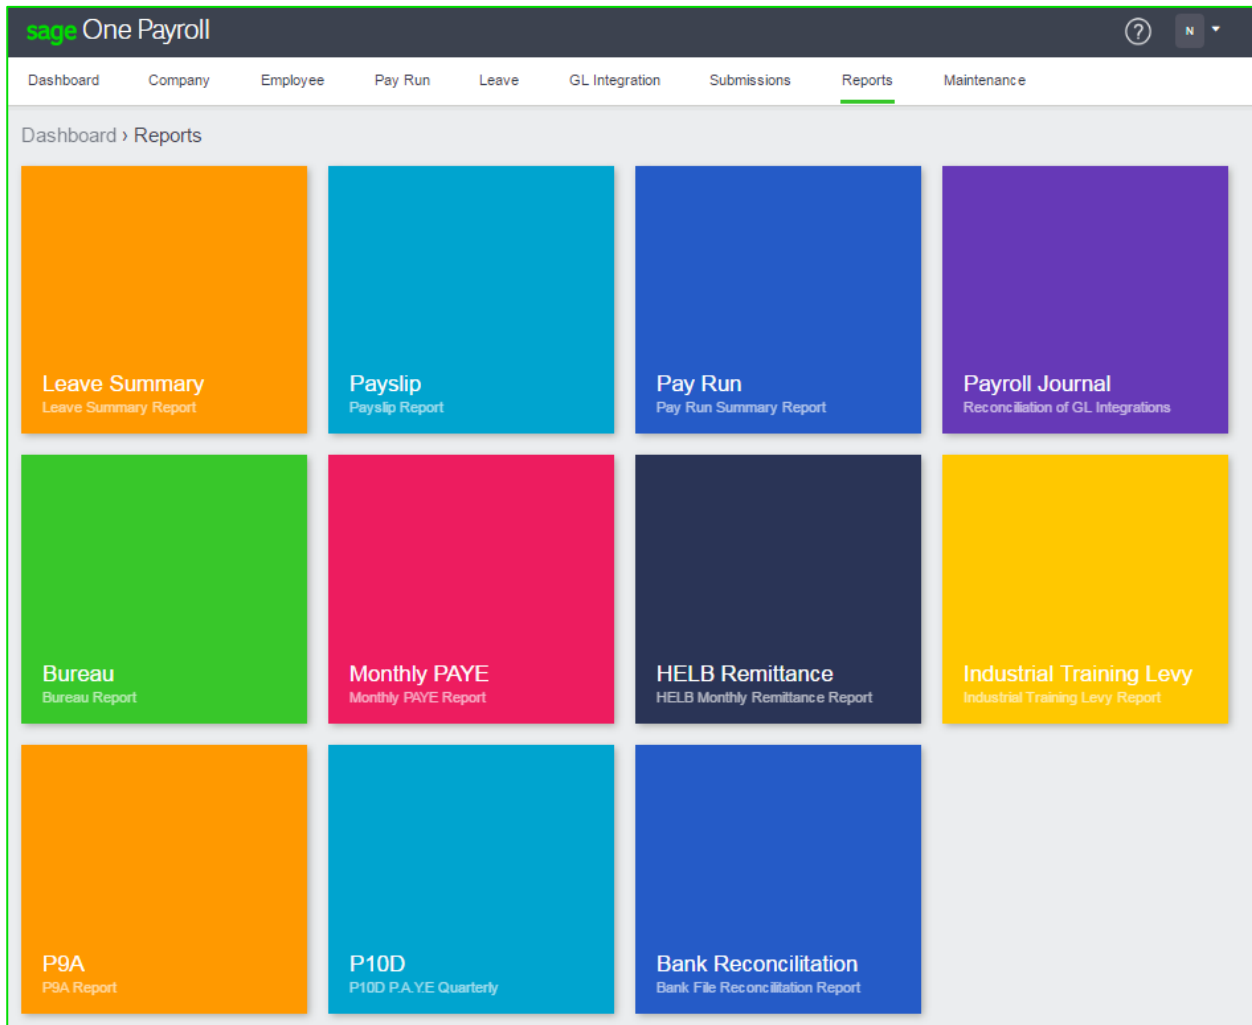 sage One Payroll
? N
Dashboard Company Employee Pay Run Leave GL Integration Submissions Reports Maintenance
Dashboard › Reports
Leave Summary
Leave Summary Report
Payslip
Payslip Report
Pay Run
Pay Run Summary Report
Payroll Journal
Reconciliation of GL Integrations
Bureau
Bureau Report
Monthly PAYE
Monthly PAYE Report
HELB Remittance
HELB Monthly Remittance Report
Industrial Training Levy
Industrial Training Levy Report
P9A
P9A Report
P10D
P10D P.A.Y.E Quarterly
Bank Reconcilitation
Bank File Reconcilitation Report